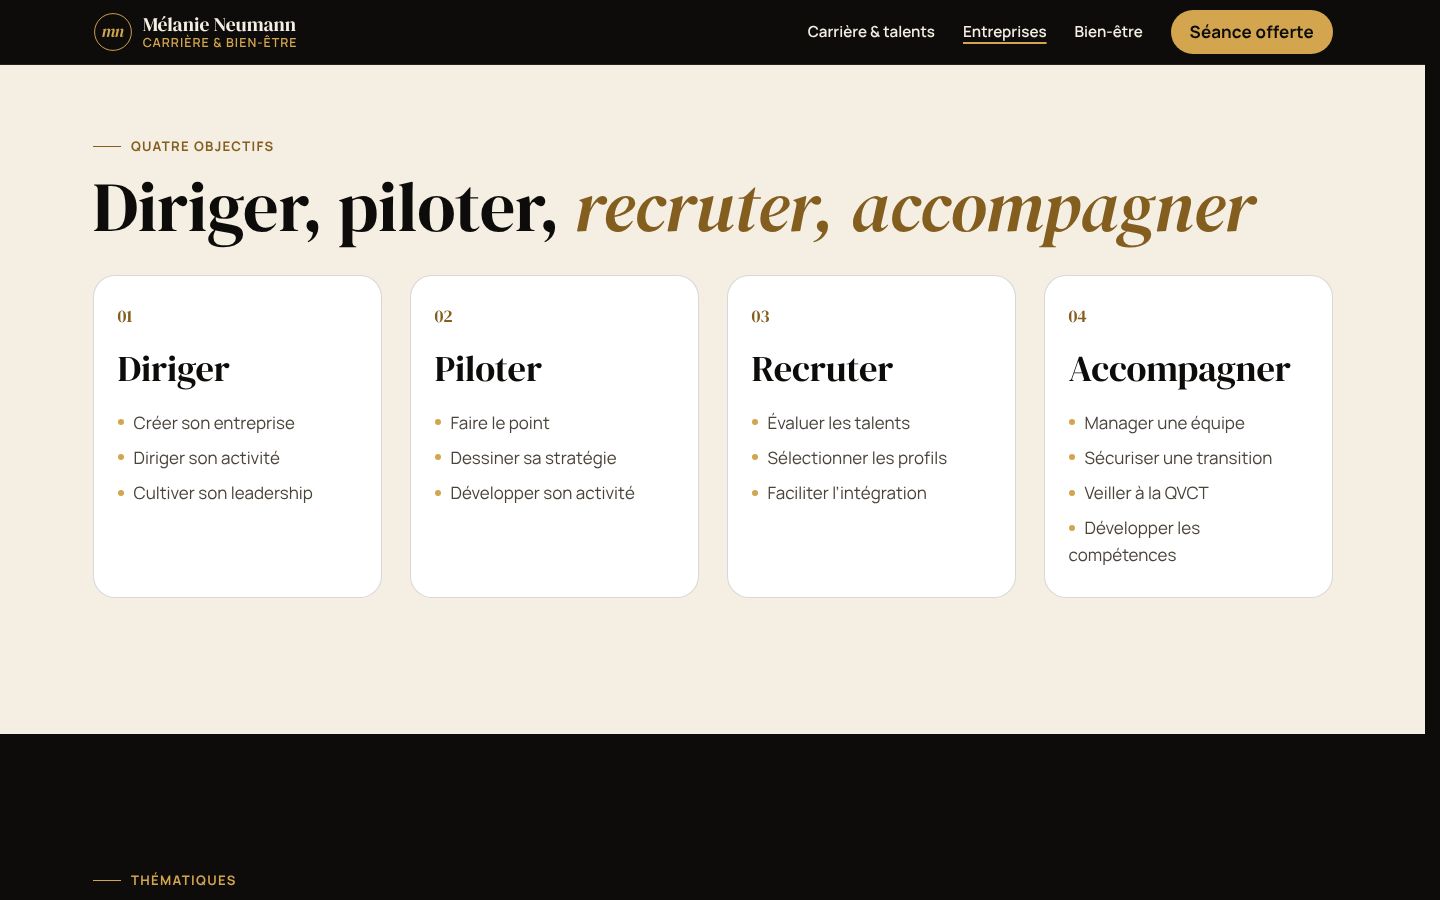 mn
Mélanie Neumann
CARRIÈRE & BIEN-ÊTRE
Carrière & talents
Entreprises
Bien-être
Séance offerte
QUATRE OBJECTIFS
Diriger, piloter, recruter, accompagner
01
Diriger
Créer son entreprise
Diriger son activité
Cultiver son leadership
02
Piloter
Faire le point
Dessiner sa stratégie
Développer son activité
03
Recruter
Évaluer les talents
Sélectionner les profils
Faciliter l'intégration
04
Accompagner
Manager une équipe
Sécuriser une transition
Veiller à la QVCT
Développer les
compétences
THÉMATIQUES